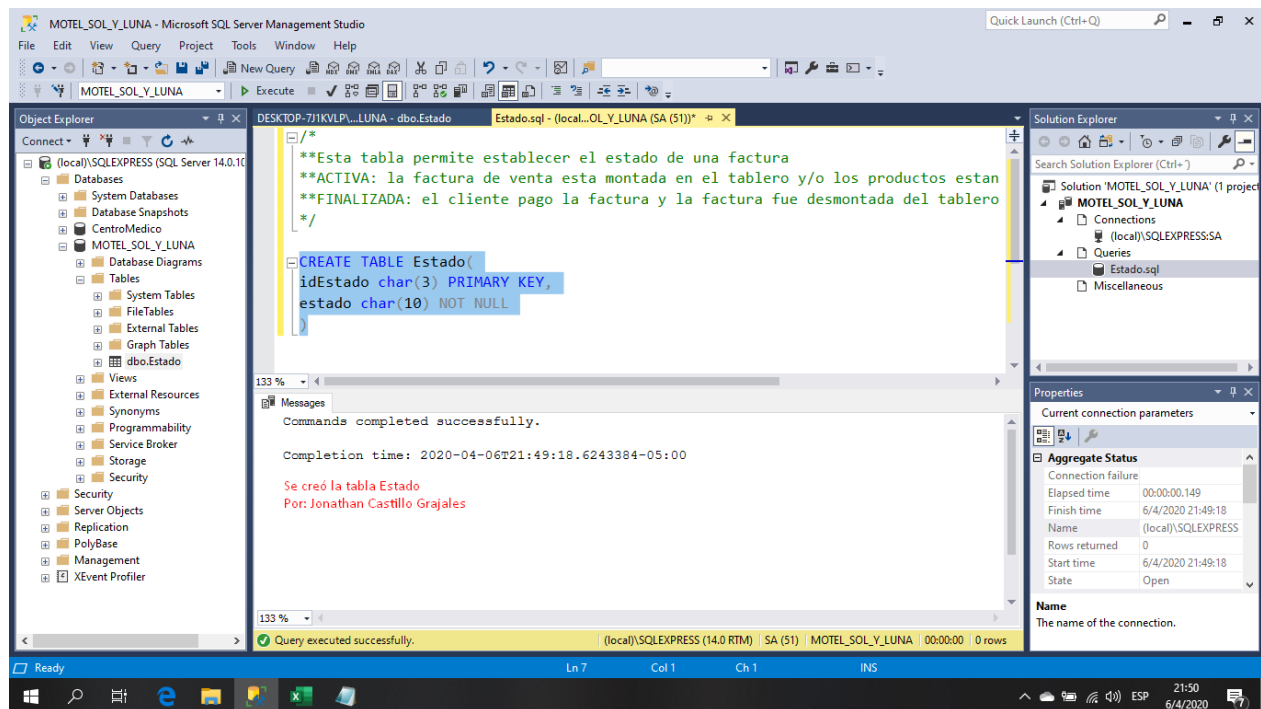 MOTEL_SOL_Y_LUNA - Microsoft SQL Server Management Studio
Quick Launch (Ctrl+Q)
File Edit View Query Project Tools Window Help
New Query
MOTEL_SOL_Y_LUNA
Execute
Object Explorer
Connect
(local)\SQLEXPRESS (SQL Server 14.0.10
Databases
System Databases
Database Snapshots
CentroMedico
MOTEL_SOL_Y_LUNA
Database Diagrams
Tables
System Tables
FileTables
External Tables
Graph Tables
dbo.Estado
Views
External Resources
Synonyms
Programmability
Service Broker
Storage
Security
Security
Server Objects
Replication
PolyBase
Management
XEvent Profiler
DESKTOP-7J1KVLP\...LUNA - dbo.Estado
Estado.sql - (local...OL_Y_LUNA (SA (51))*
/*
**Esta tabla permite establecer el estado de una factura
**ACTIVA: la factura de venta esta montada en el tablero y/o los productos estan
**FINALIZADA: el cliente pago la factura y la factura fue desmontada del tablero
*/
CREATE TABLE Estado(
idEstado char(3) PRIMARY KEY,
estado char(10) NOT NULL
)
133 %
Messages
Commands completed successfully.
Completion time: 2020-04-06T21:49:18.6243384-05:00
Se creó la tabla Estado
Por: Jonathan Castillo Grajales
133 %
Query executed successfully.
(local)\SQLEXPRESS (14.0 RTM) SA (51) MOTEL_SOL_Y_LUNA 00:00:00 0 rows
Solution Explorer
Search Solution Explorer (Ctrl+´)
Solution 'MOTEL_SOL_Y_LUNA' (1 project
MOTEL_SOL_Y_LUNA
Connections
(local)\SQLEXPRESS:SA
Queries
Estado.sql
Miscellaneous
Properties
Current connection parameters
Aggregate Status
Connection failure
Elapsed time 00:00:00.149
Finish time 6/4/2020 21:49:18
Name (local)\SQLEXPRESS
Rows returned 0
Start time 6/4/2020 21:49:18
State Open
Name
The name of the connection.
Ready
Ln 7 Col 1 Ch 1 INS
ESP
21:50
6/4/2020
7